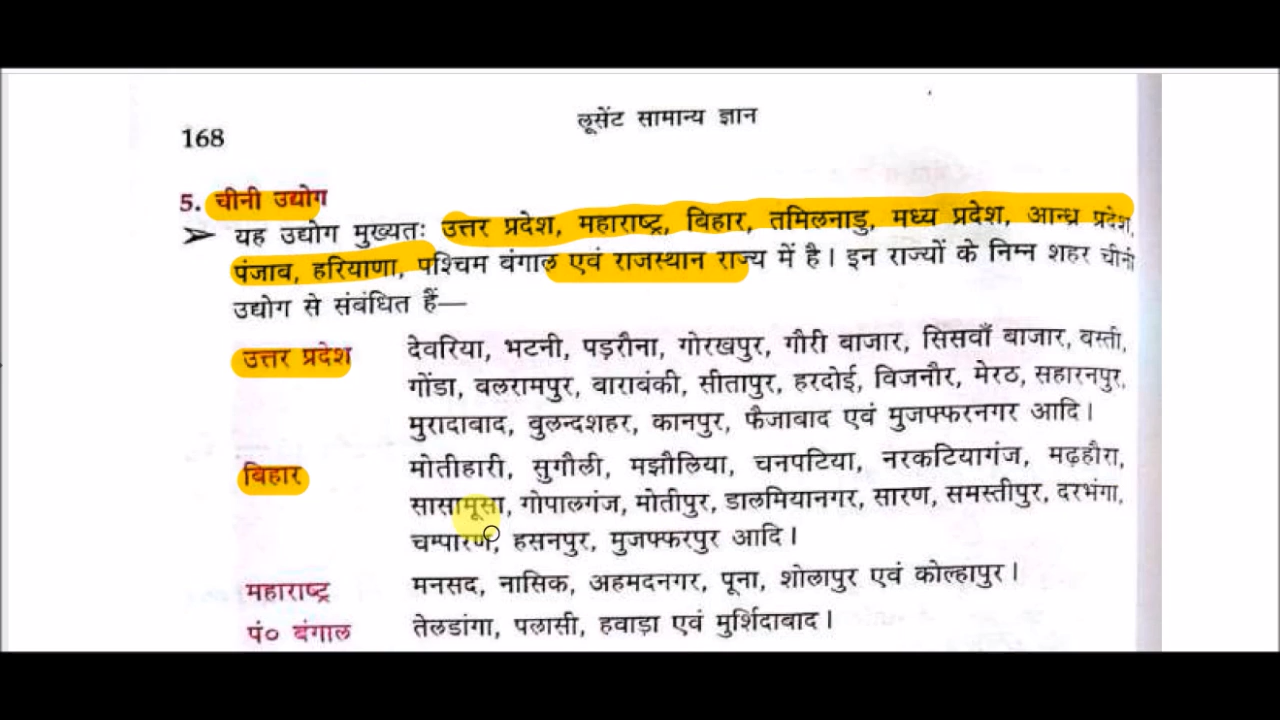 168
लूसेंट सामान्य ज्ञान
5. चीनी उद्योग
➢ यह उद्योग मुख्यतः उत्तर प्रदेश, महाराष्ट्र, बिहार, तमिलनाडु, मध्य प्रदेश, आन्ध्र प्रदेश,
पंजाब, हरियाणा, पश्चिम बंगाल एवं राजस्थान राज्य में है। इन राज्यों के निम्न शहर चीनी
उद्योग से संबंधित हैं—
उत्तर प्रदेश देवरिया, भटनी, पड़रौना, गोरखपुर, गौरी बाजार, सिसवाँ बाजार, बस्ती,
गोंडा, बलरामपुर, बाराबंकी, सीतापुर, हरदोई, बिजनौर, मेरठ, सहारनपुर,
मुरादाबाद, बुलन्दशहर, कानपुर, फैजाबाद एवं मुजफ्फरनगर आदि।
बिहार मोतीहारी, सुगौली, मझौलिया, चनपटिया, नरकटियागंज, मढ़हौरा,
सासामूसा, गोपालगंज, मोतीपुर, डालमियानगर, सारण, समस्तीपुर, दरभंगा,
चम्पारण, हसनपुर, मुजफ्फरपुर आदि।
महाराष्ट्र मनसद, नासिक, अहमदनगर, पूना, शोलापुर एवं कोल्हापुर।
पं० बंगाल तेलडांगा, पलासी, हवाड़ा एवं मुर्शिदाबाद।